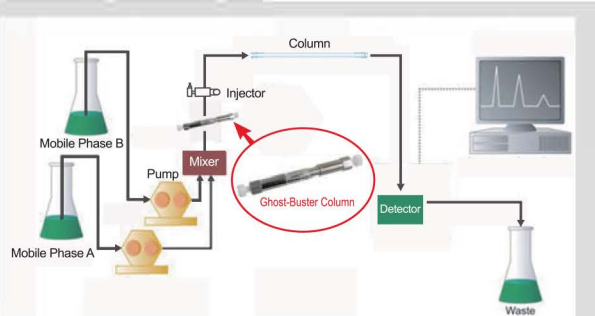 Column
Injector
Mobile Phase B
Mixer
Pump
Ghost-Buster Column
Detector
Mobile Phase A
Waste